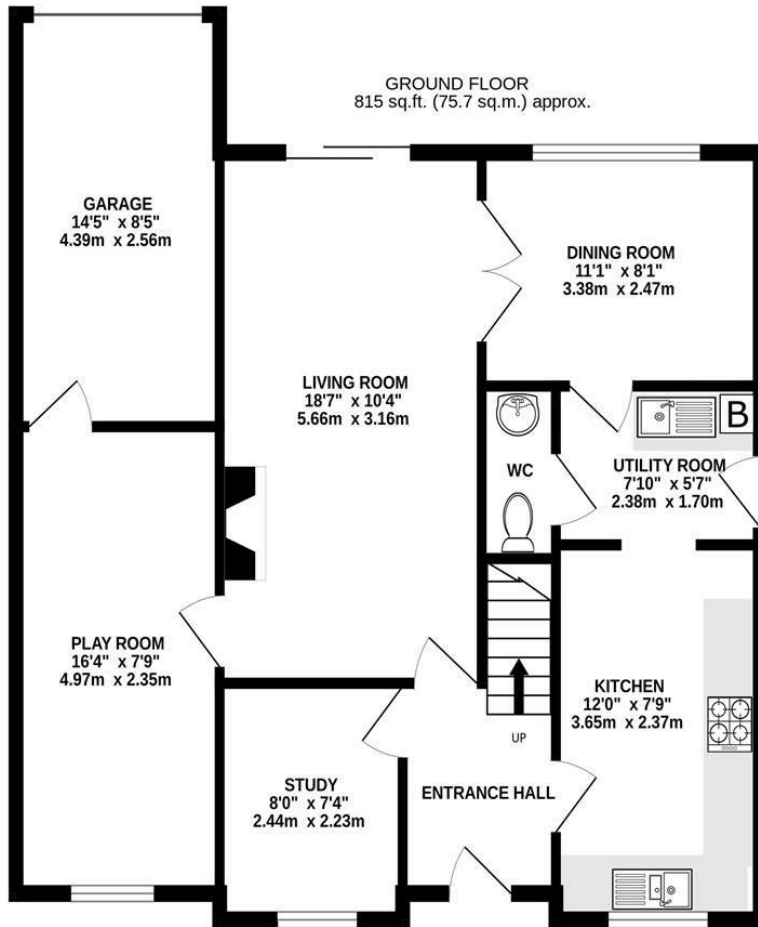 GROUND FLOOR
815 sq.ft. (75.7 sq.m.) approx.
GARAGE
14'5" x 8'5"
4.39m x 2.56m
DINING ROOM
11'1" x 8'1"
3.38m x 2.47m
LIVING ROOM
18'7" x 10'4"
5.66m x 3.16m
B
WC
UTILITY ROOM
7'10" x 5'7"
2.38m x 1.70m
PLAY ROOM
16'4" x 7'9"
4.97m x 2.35m
KITCHEN
12'0" x 7'9"
3.65m x 2.37m
UP
STUDY
8'0" x 7'4"
2.44m x 2.23m
ENTRANCE HALL